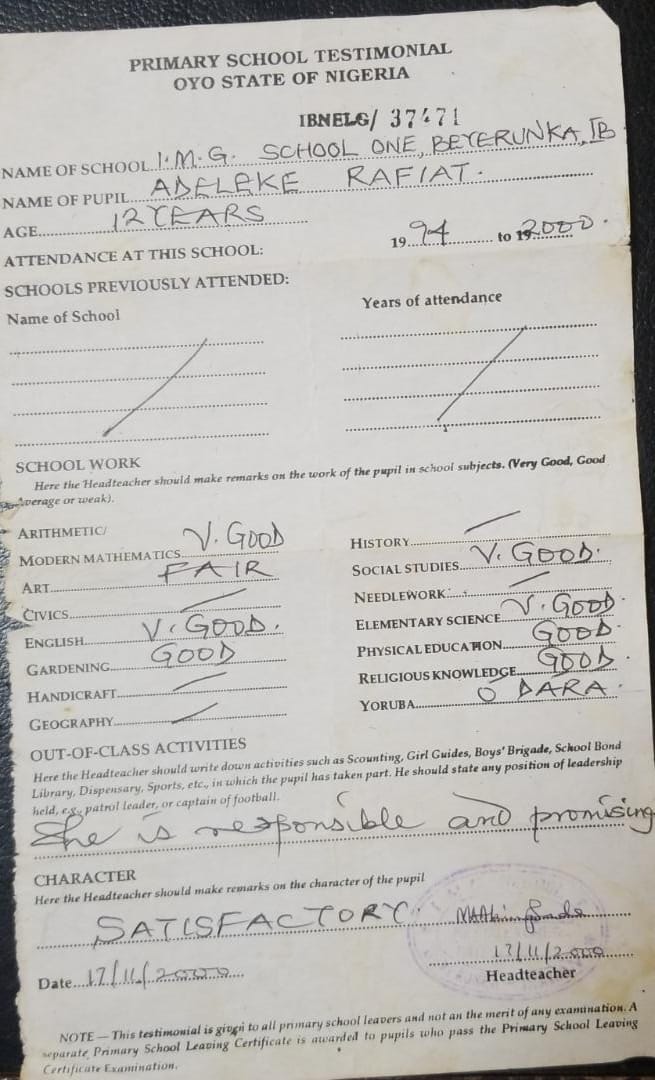 PRIMARY SCHOOL TESTIMONIAL
OYO STATE OF NIGERIA
IBNELG/ 37471
NAME OF SCHOOL I.M.G. SCHOOL ONE, BEYERUNKA, IB
NAME OF PUPIL ADELEKE RAFIAT.
AGE 12 YEARS
ATTENDANCE AT THIS SCHOOL: 19 94 to 19 2000.
SCHOOLS PREVIOUSLY ATTENDED:
Name of School Years of attendance
SCHOOL WORK
Here the Headteacher should make remarks on the work of the pupil in school subjects. (Very Good, Good
Average or weak).
ARITHMETIC/
MODERN MATHEMATICS V. GOOD
ART FAIR
CIVICS
ENGLISH V. GOOD.
GARDENING GOOD
HANDICRAFT
GEOGRAPHY
HISTORY
SOCIAL STUDIES V. GOOD.
NEEDLEWORK
ELEMENTARY SCIENCE V. GOOD.
PHYSICAL EDUCATION GOOD.
RELIGIOUS KNOWLEDGE GOOD.
YORUBA O DARA.
OUT-OF-CLASS ACTIVITIES
Here the Headteacher should write down activities such as Scounting, Girl Guides, Boys' Brigade, School Bond
Library, Dispensary, Sports, etc., in which the pupil has taken part. He should state any position of leadership
held, e.g., patrol leader, or captain of football.
She is responsible and promising
CHARACTER
Here the Headteacher should make remarks on the character of the pupil
SATISFACTORY.
17/11/2000
Date 17/11/2000
Headteacher
NOTE — This testimonial is given to all primary school leavers and not an the merit of any examination. A
separate Primary School Leaving Certificate is awarded to pupils who pass the Primary School Leaving
Certificate Examination.